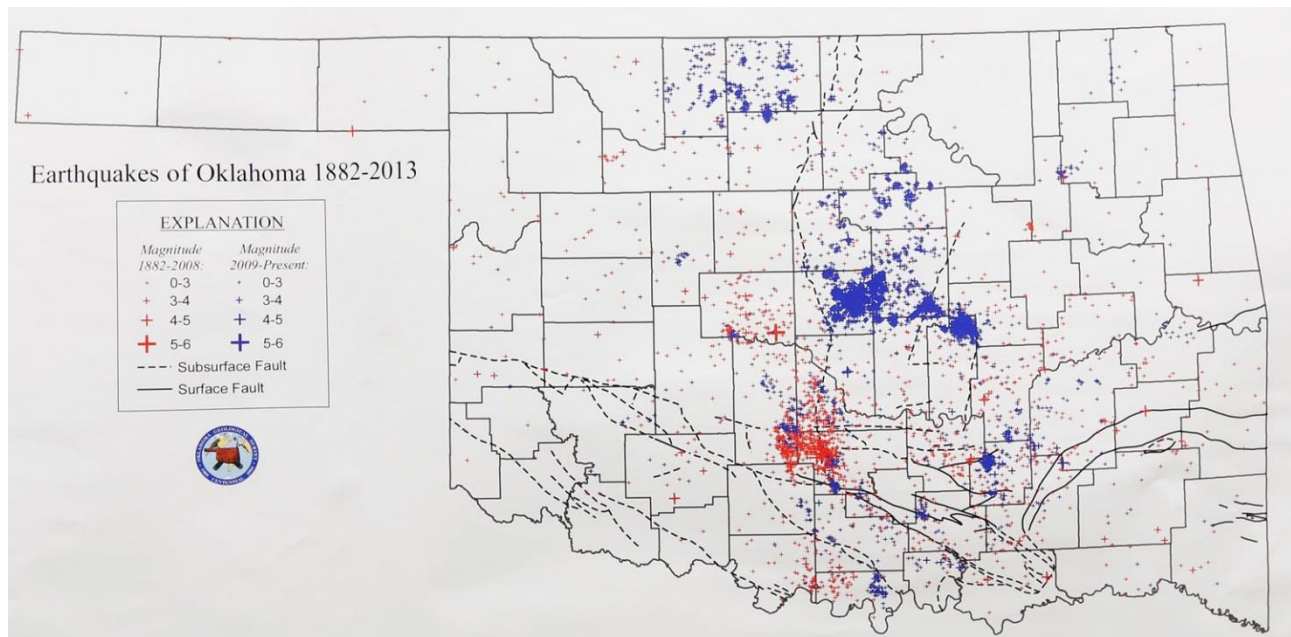 Earthquakes of Oklahoma 1882-2013
EXPLANATION
Magnitude Magnitude
1882-2008: 2009-Present:
0-3 0-3
3-4 3-4
4-5 4-5
5-6 5-6
Subsurface Fault
Surface Fault